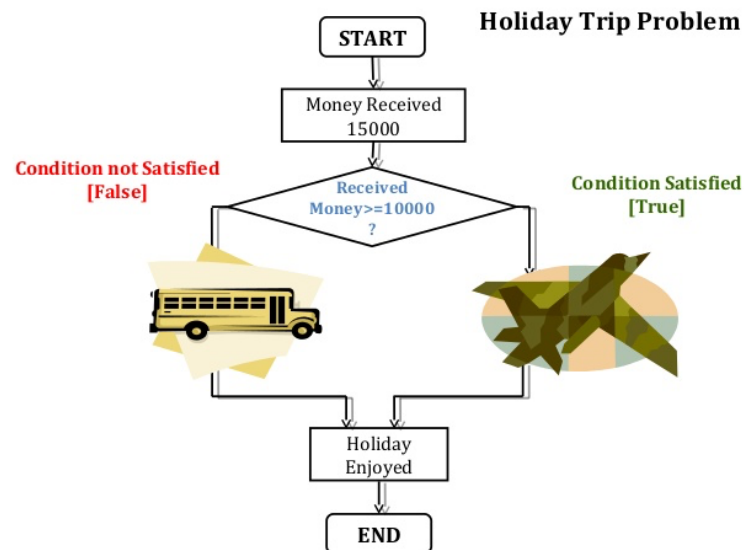 Holiday Trip Problem
START
Money Received
15000
Condition not Satisfied
[False]
Received
Money>=10000
?
Condition Satisfied
[True]
Holiday
Enjoyed
END